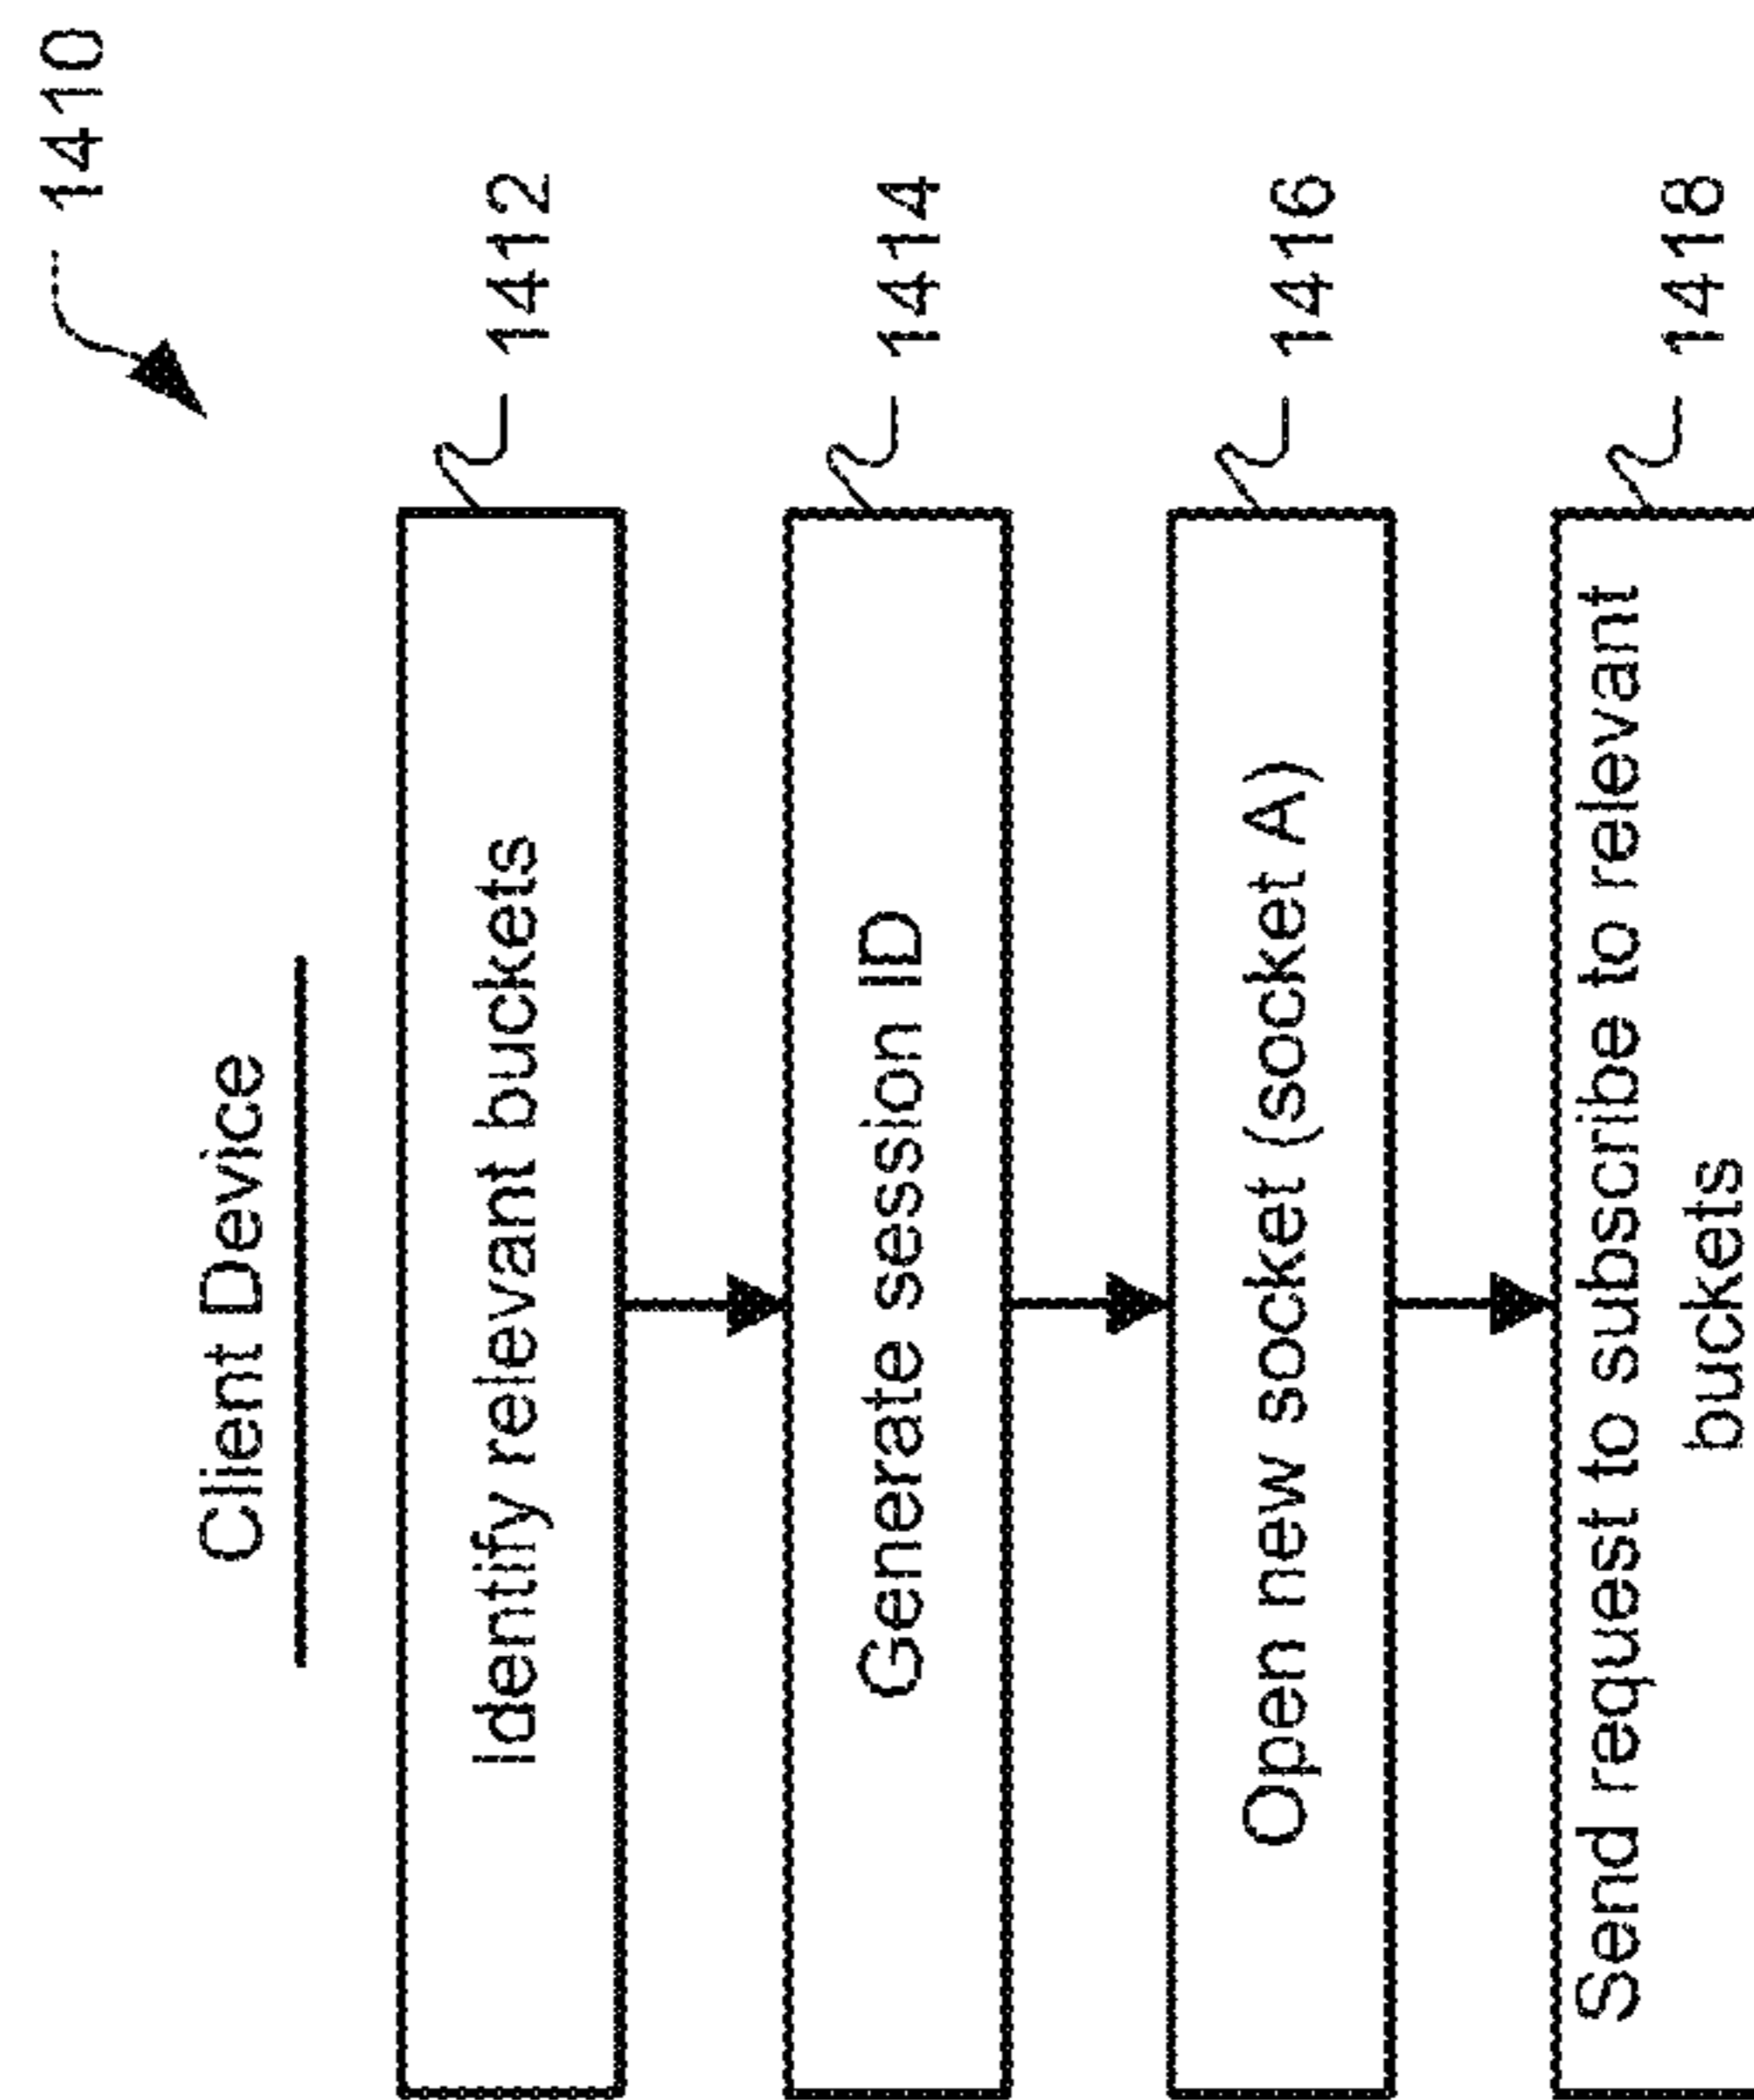 1410
Client Device
Identify relevant buckets
1412
Generate session ID
1414
Open new socket (socket A)
1416
Send request to subscribe to relevant
buckets
1418